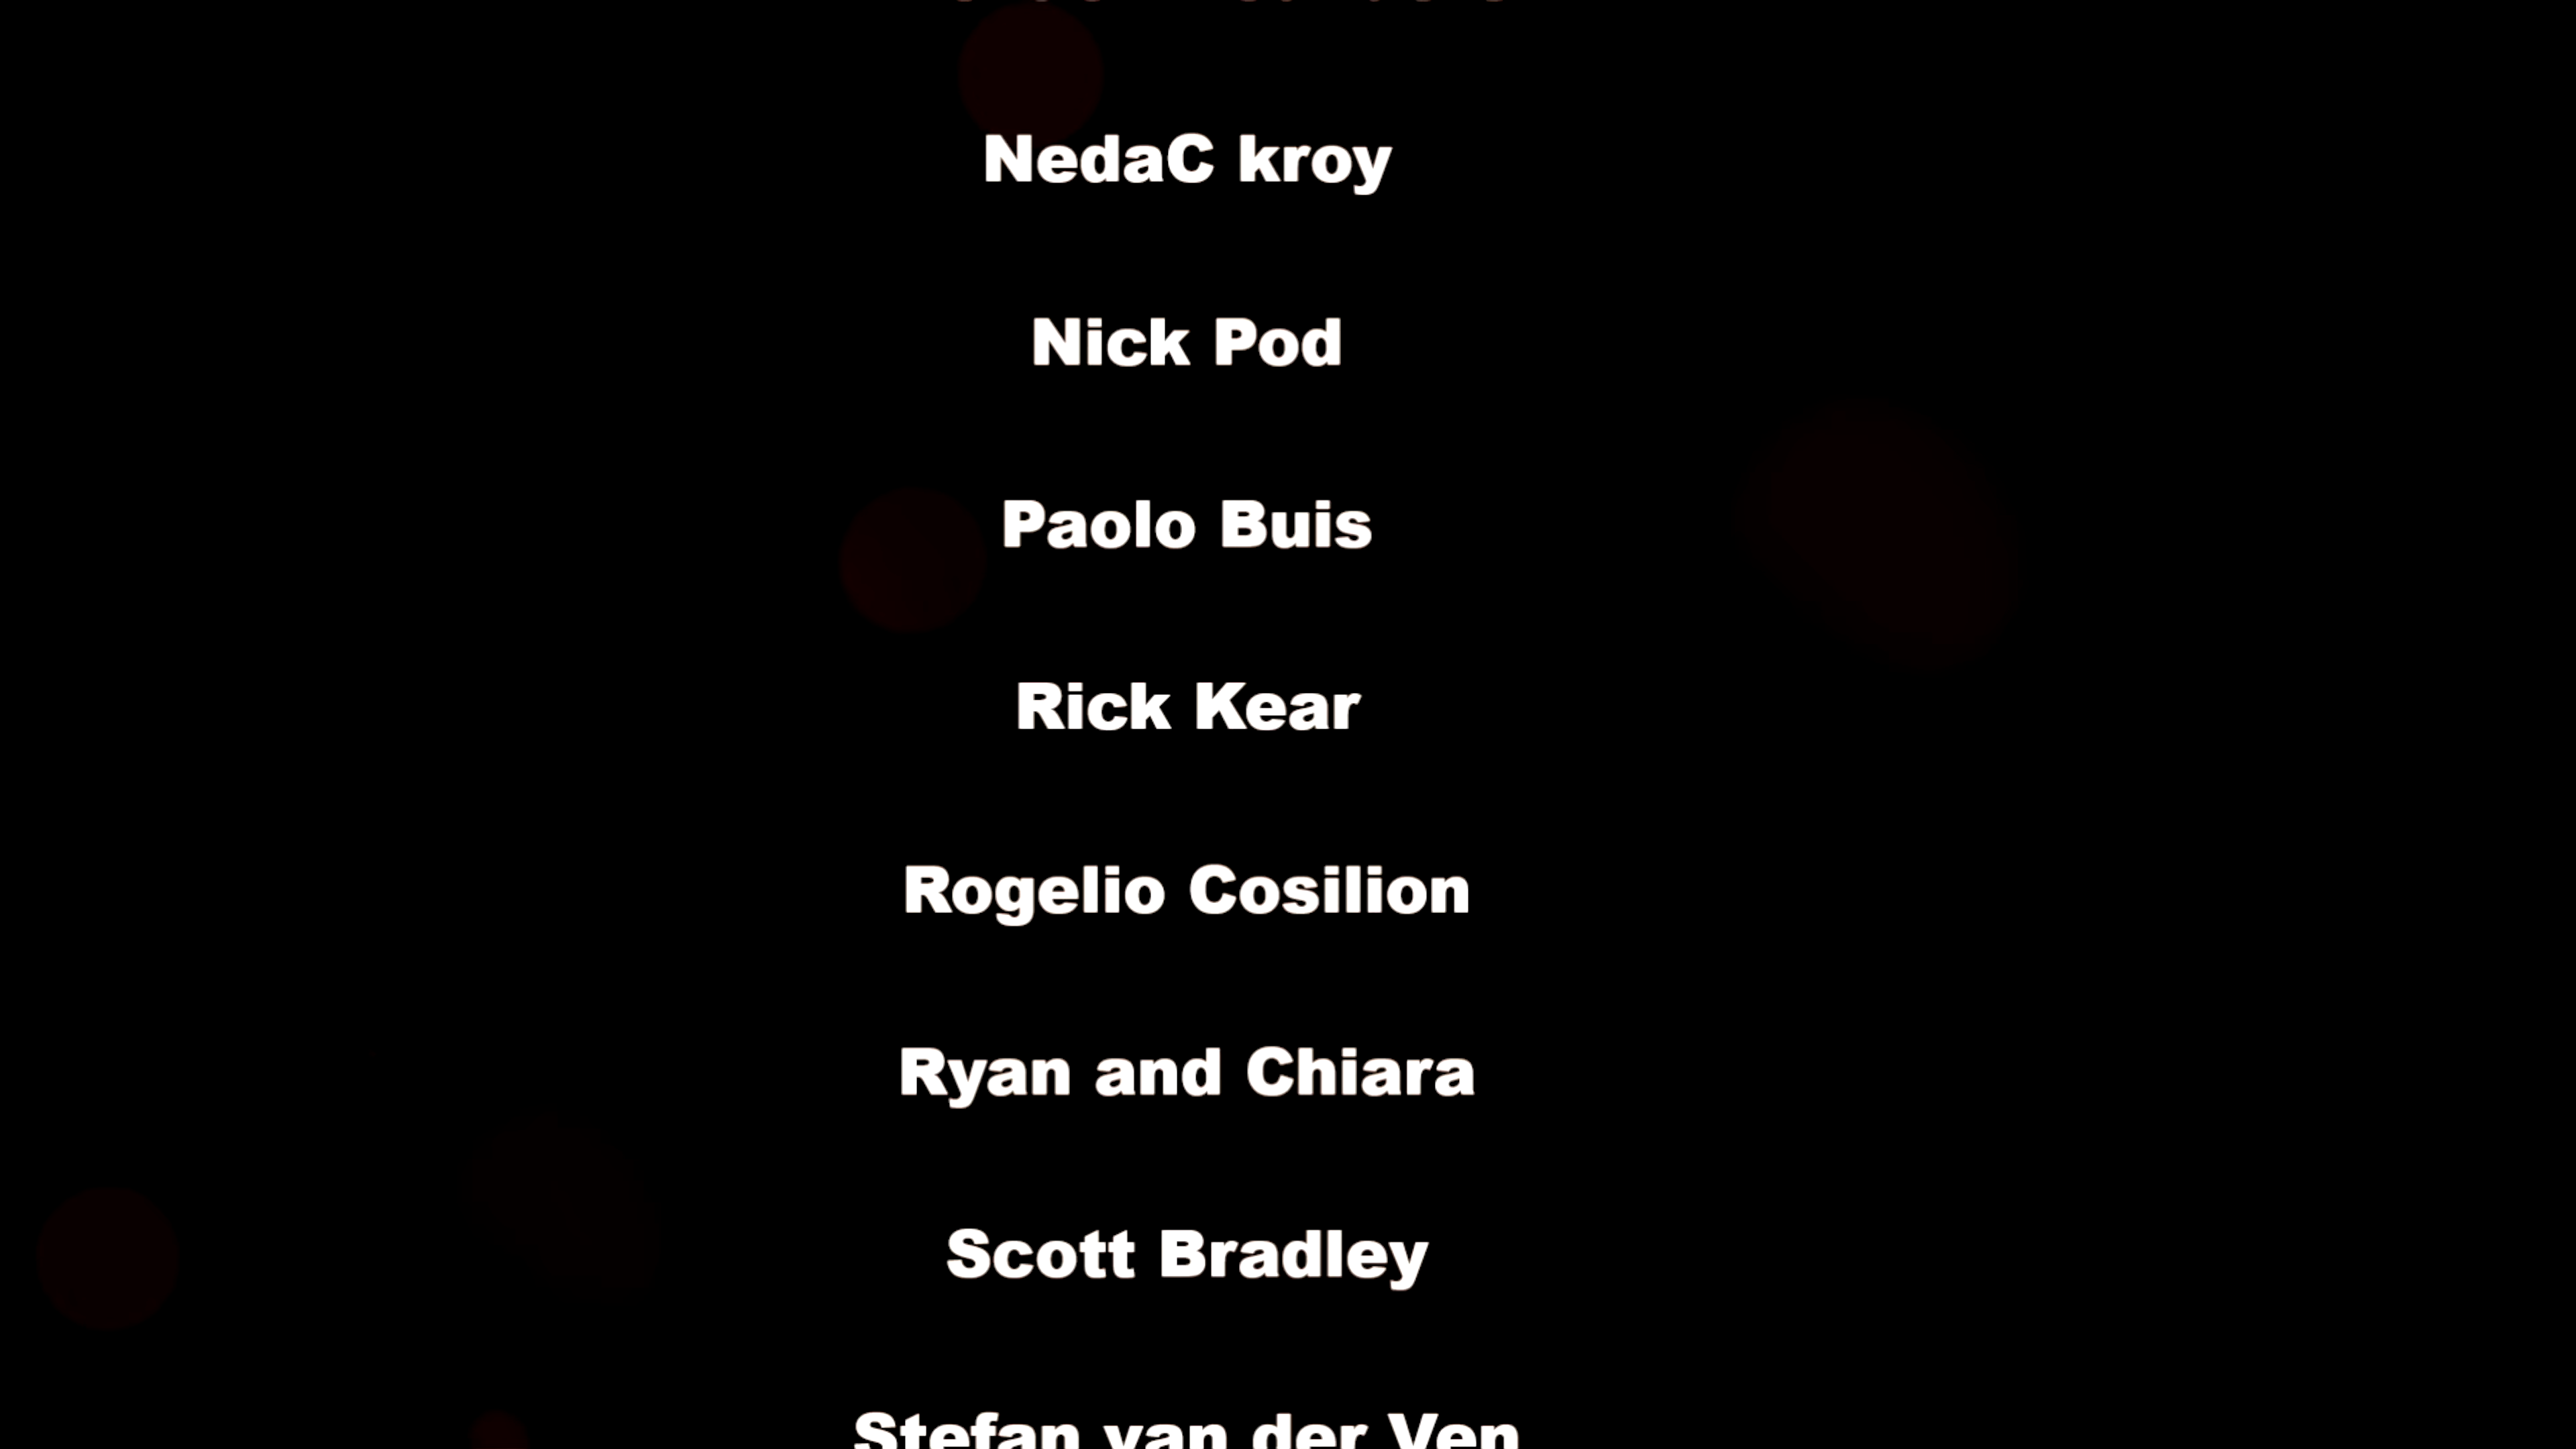 NedaC kroy
Nick Pod
Paolo Buis
Rick Kear
Rogelio Cosilion
Ryan and Chiara
Scott Bradley
Stefan van der Ven